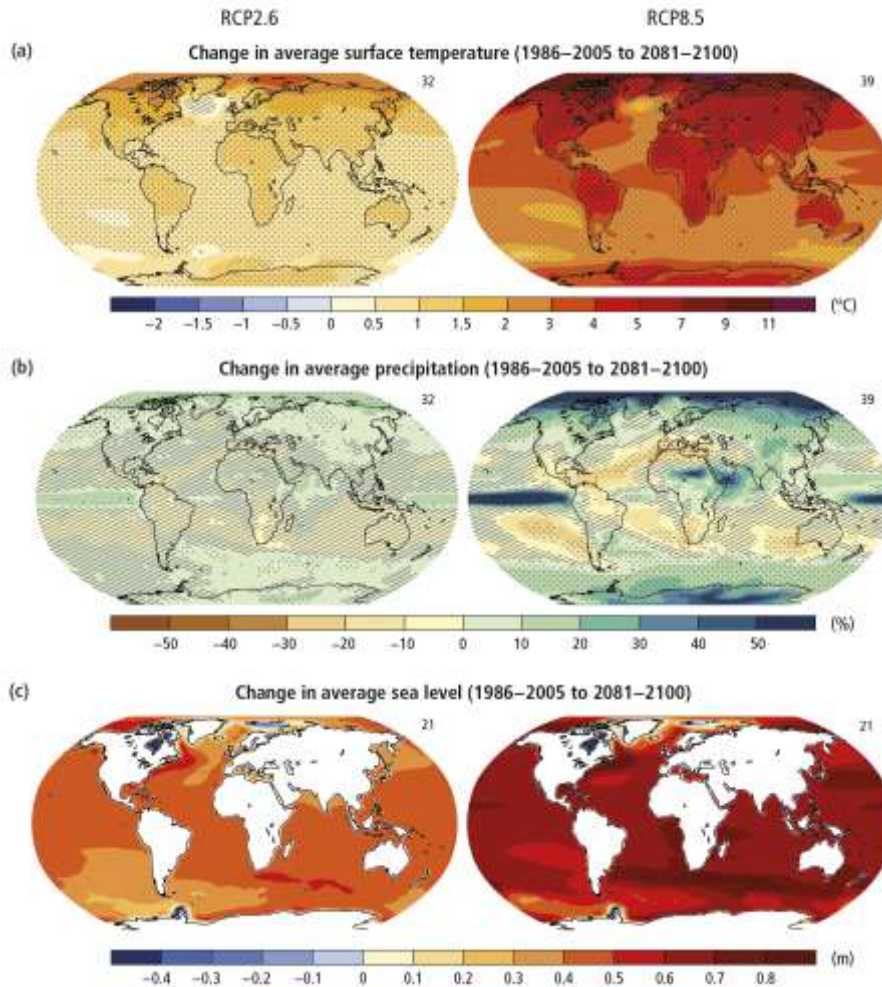 RCP2.6 RCP8.5
(a) Change in average surface temperature (1986–2005 to 2081–2100)
32 39
−2 −1.5 −1 −0.5 0 0.5 1 1.5 2 3 4 5 7 9 11 (°C)
(b) Change in average precipitation (1986–2005 to 2081–2100)
32 39
−50 −40 −30 −20 −10 0 10 20 30 40 50 (%)
(c) Change in average sea level (1986–2005 to 2081–2100)
21 21
−0.4 −0.3 −0.2 −0.1 0 0.1 0.2 0.3 0.4 0.5 0.6 0.7 0.8 (m)